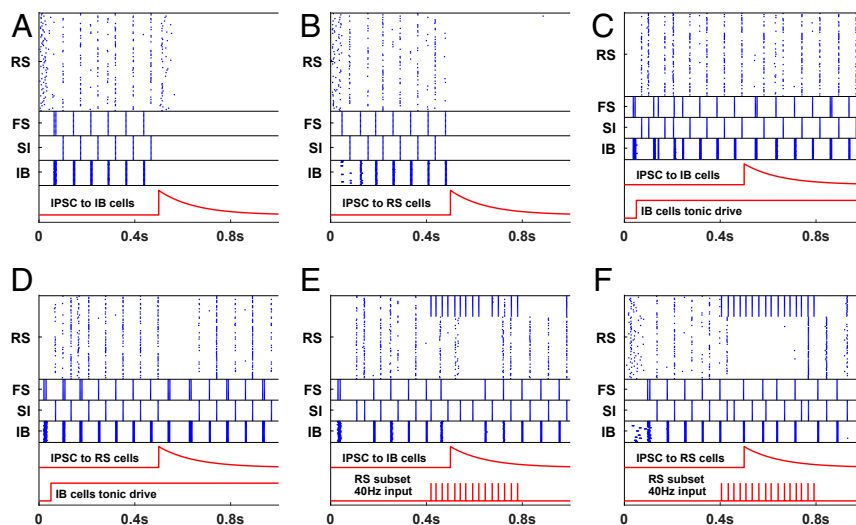 A
RS
FS
SI
IB
IPSC to IB cells
0
0.4s
0.8s
B
RS
FS
SI
IB
IPSC to RS cells
0
0.4s
0.8s
C
RS
FS
SI
IB
IPSC to IB cells
IB cells tonic drive
0
0.4s
0.8s
D
RS
FS
SI
IB
IPSC to RS cells
IB cells tonic drive
0
0.4s
0.8s
E
RS
FS
SI
IB
IPSC to IB cells
RS subset
40Hz input
0
0.4s
0.8s
F
RS
FS
SI
IB
IPSC to RS cells
RS subset
40Hz input
0
0.4s
0.8s